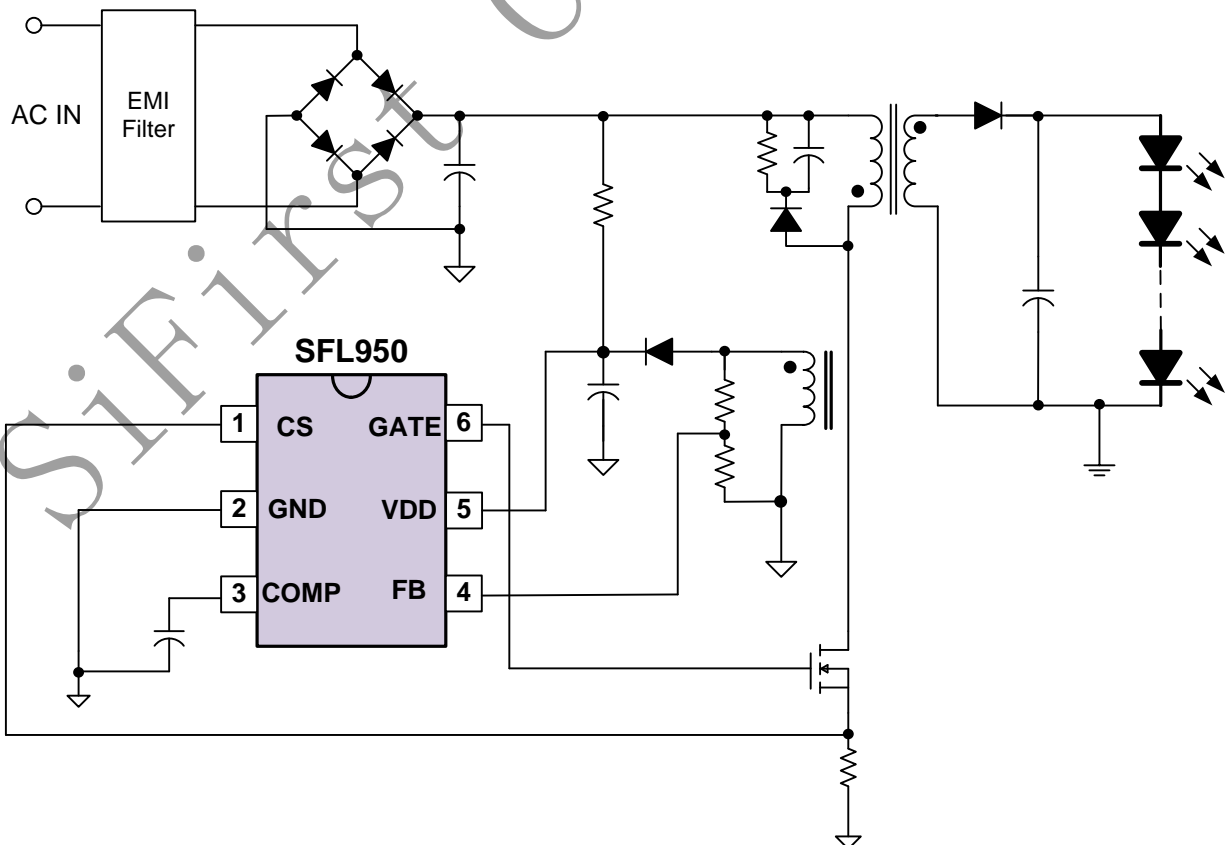 AC IN
EMI
Filter
SiFirst C
SFL950
1 CS GATE 6
2 GND VDD 5
3 COMP FB 4